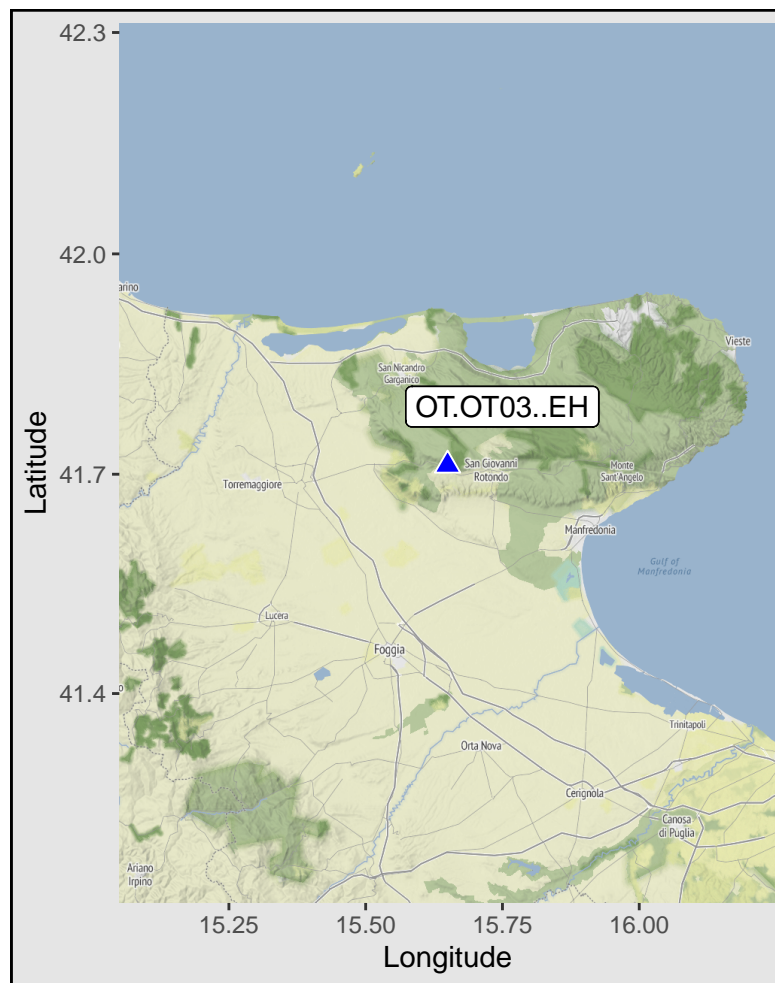 42.3
42.0
41.7
41.4
Latitude
arino
Vieste
San Nicandro
Garganico
OT.OT03..EH
San Giovanni
Rotondo
Monte
Sant'Angelo
Torremaggiore
Manfredonia
Gulf of
Manfredonia
Lucera
Foggia
Trinitapoli
Orta Nova
Cerignola
Canosa
di Puglia
Ariano
Irpino
15.25
15.50
15.75
16.00
Longitude